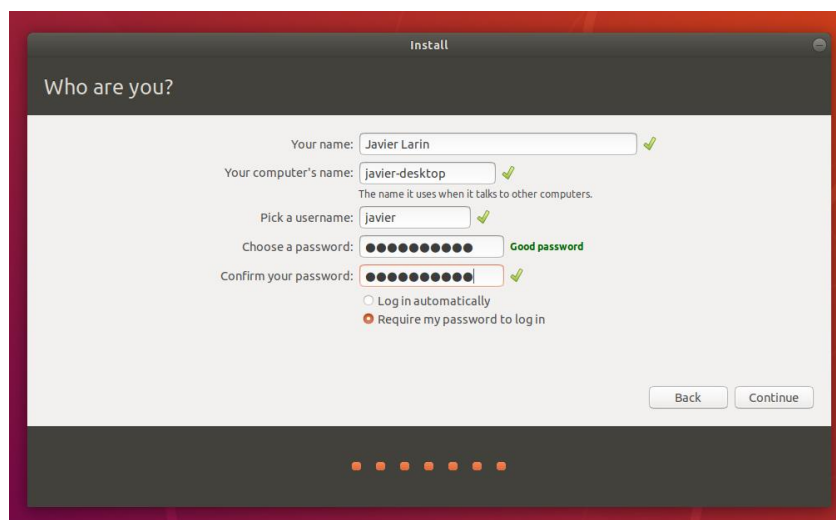 Install
Who are you?
Your name: Javier Larin
Your computer's name: javier-desktop
The name it uses when it talks to other computers.
Pick a username: javier
Choose a password: ●●●●●●●●●● Good password
Confirm your password: ●●●●●●●●●●
Log in automatically
Require my password to log in
Back Continue